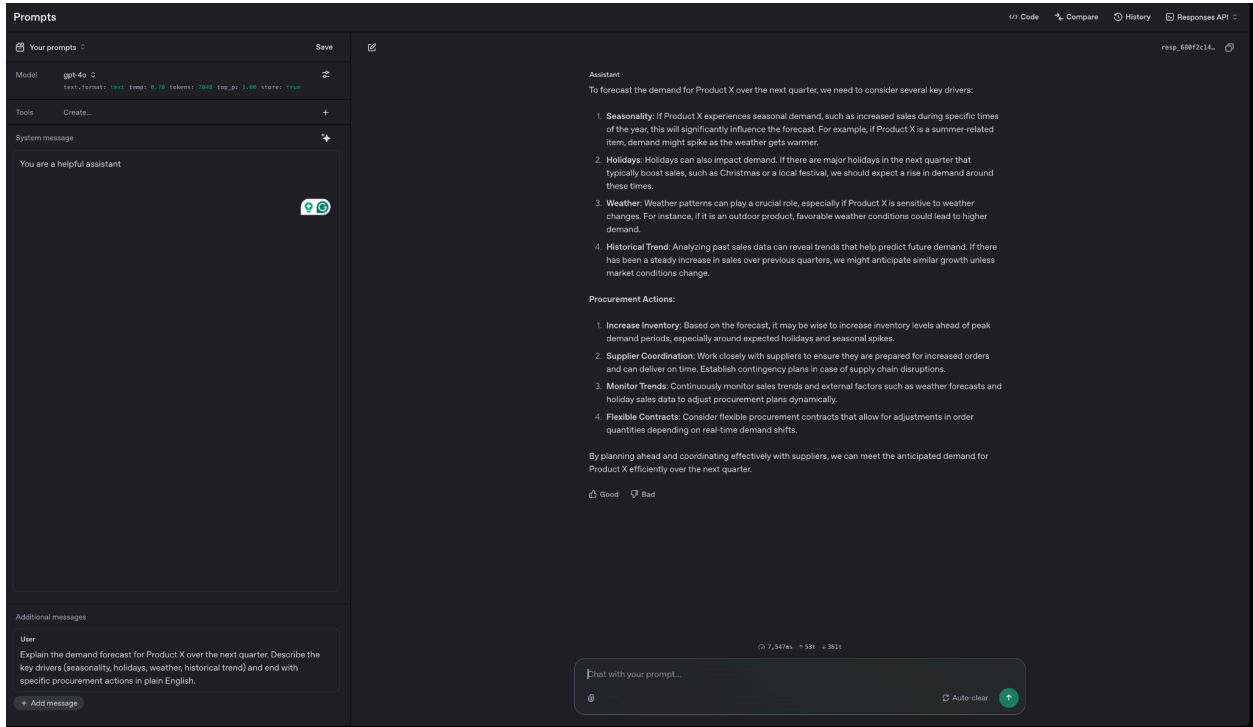 Prompts
Code
Compare
History
Responses API
Your prompts
Save
resp_680f2c14…
Model
gpt-4o
text.format: text temp: 0.70 tokens: 2048 top_p: 1.00 store: true
Tools
Create...
System message
You are a helpful assistant
Assistant
To forecast the demand for Product X over the next quarter, we need to consider several key drivers:
1. Seasonality: If Product X experiences seasonal demand, such as increased sales during specific times
of the year, this will significantly influence the forecast. For example, if Product X is a summer-related
item, demand might spike as the weather gets warmer.
2. Holidays: Holidays can also impact demand. If there are major holidays in the next quarter that
typically boost sales, such as Christmas or a local festival, we should expect a rise in demand around
these times.
3. Weather: Weather patterns can play a crucial role, especially if Product X is sensitive to weather
changes. For instance, if it is an outdoor product, favorable weather conditions could lead to higher
demand.
4. Historical Trend: Analyzing past sales data can reveal trends that help predict future demand. If there
has been a steady increase in sales over previous quarters, we might anticipate similar growth unless
market conditions change.
Procurement Actions:
1. Increase Inventory: Based on the forecast, it may be wise to increase inventory levels ahead of peak
demand periods, especially around expected holidays and seasonal spikes.
2. Supplier Coordination: Work closely with suppliers to ensure they are prepared for increased orders
and can deliver on time. Establish contingency plans in case of supply chain disruptions.
3. Monitor Trends: Continuously monitor sales trends and external factors such as weather forecasts and
holiday sales data to adjust procurement plans dynamically.
4. Flexible Contracts: Consider flexible procurement contracts that allow for adjustments in order
quantities depending on real-time demand shifts.
By planning ahead and coordinating effectively with suppliers, we can meet the anticipated demand for
Product X efficiently over the next quarter.
Good
Bad
Additional messages
User
Explain the demand forecast for Product X over the next quarter. Describe the
key drivers (seasonality, holidays, weather, historical trend) and end with
specific procurement actions in plain English.
+ Add message
7,547ms ↑53t ↓361t
Chat with your prompt...
Auto-clear